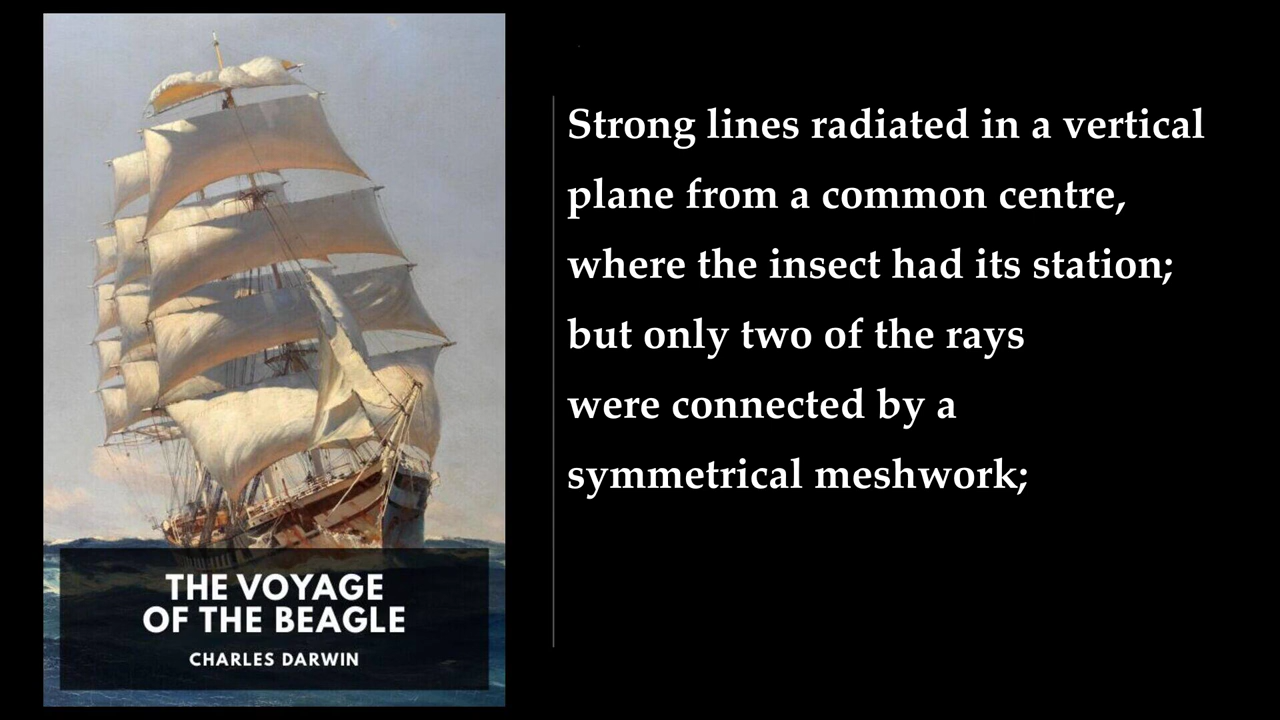 THE VOYAGE
OF THE BEAGLE
CHARLES DARWIN
Strong lines radiated in a vertical
plane from a common centre,
where the insect had its station;
but only two of the rays
were connected by a
symmetrical meshwork;